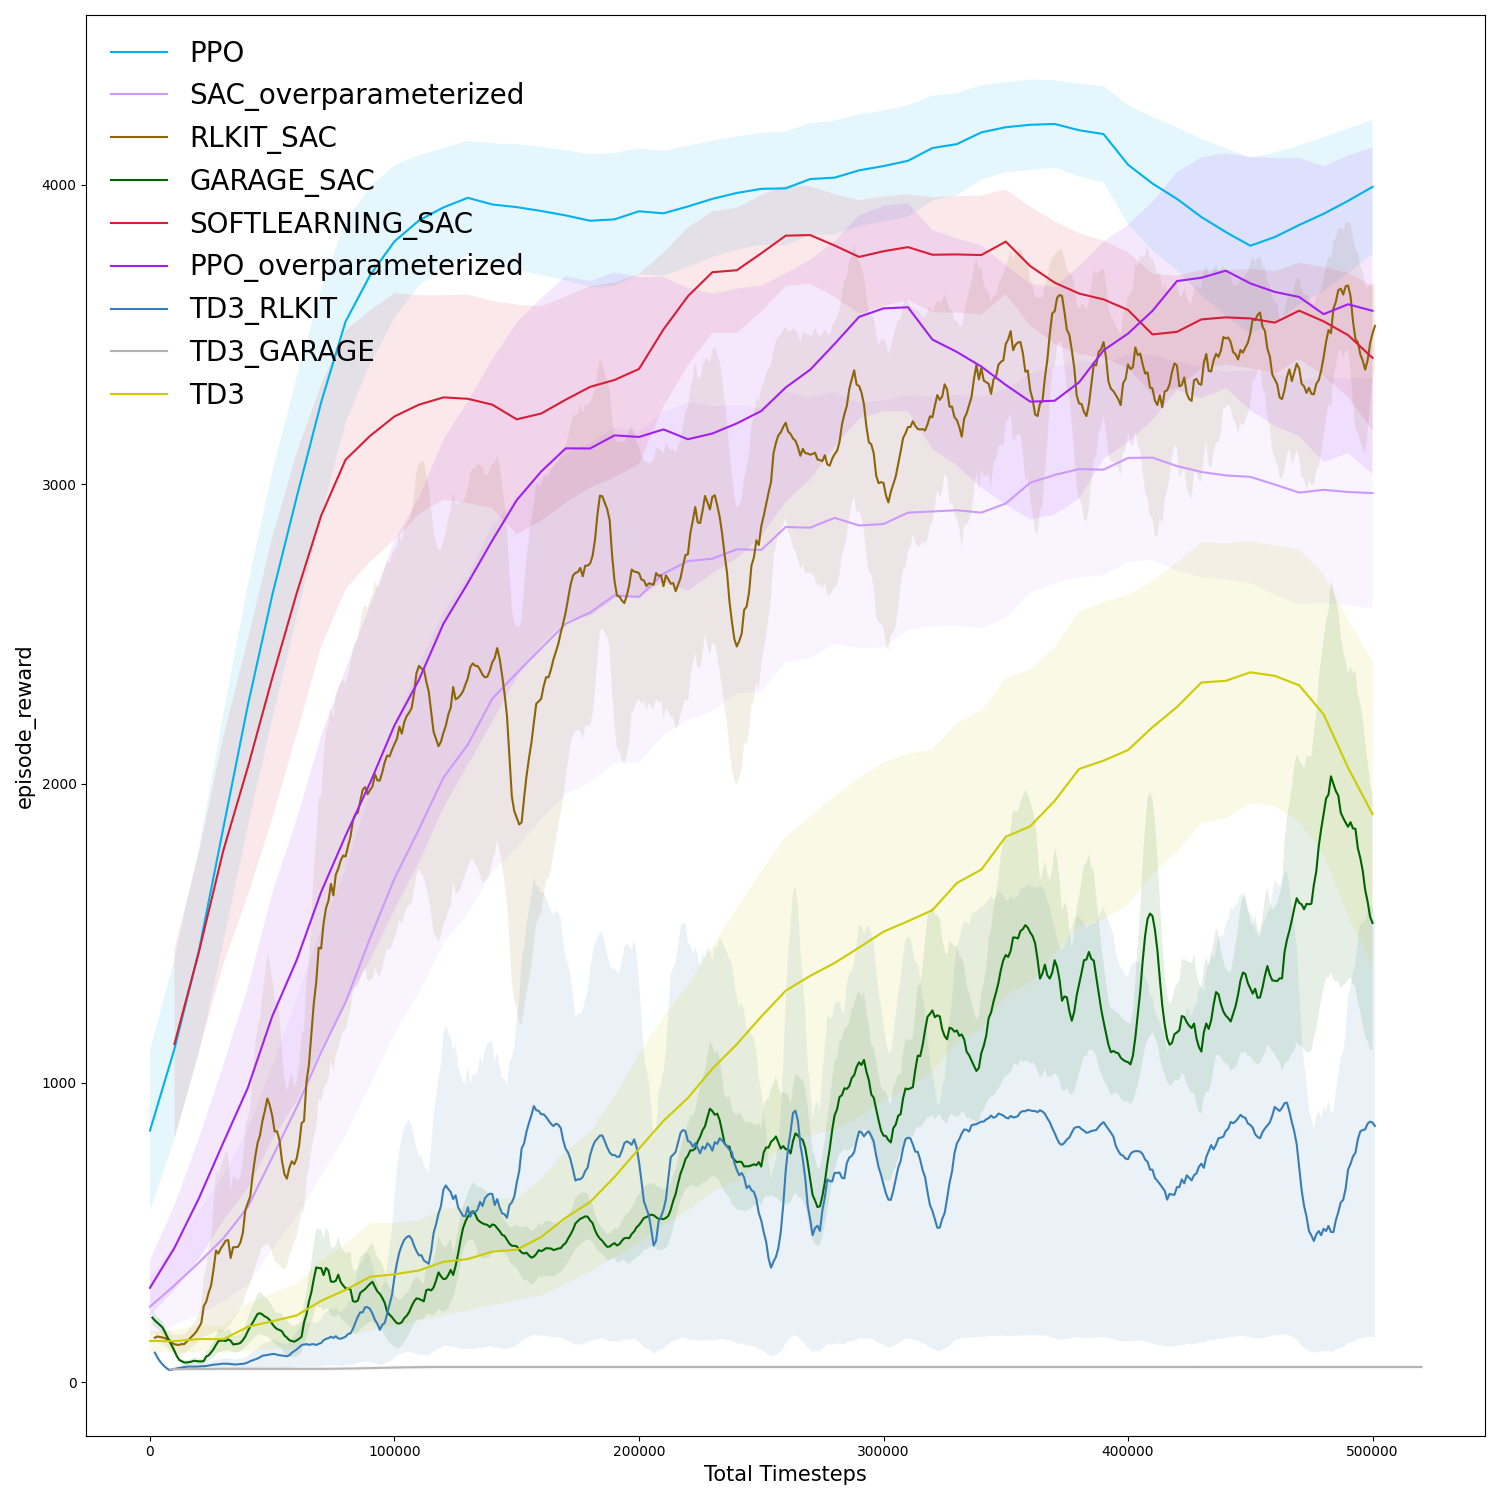 PPO
SAC_overparameterized
RLKIT_SAC
GARAGE_SAC
SOFTLEARNING_SAC
PPO_overparameterized
TD3_RLKIT
TD3_GARAGE
TD3
4000
3000
2000
1000
0
episode_reward
0 100000 200000 300000 400000 500000
Total Timesteps